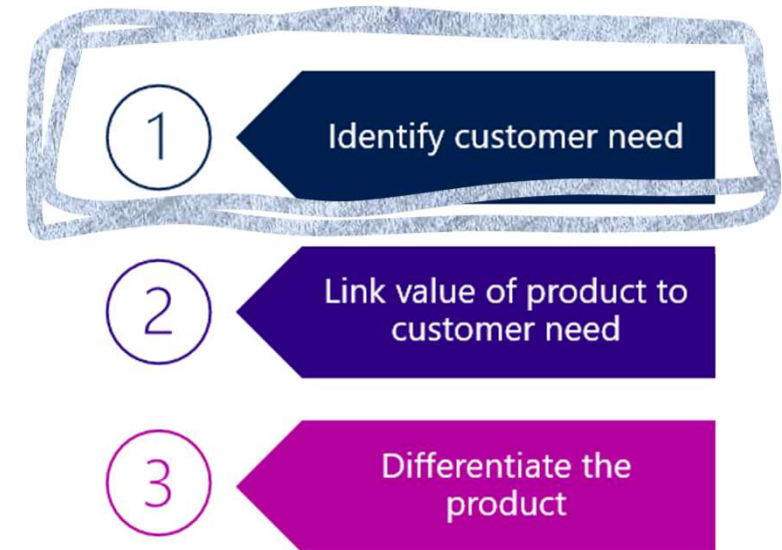 1
Identify customer need
2
Link value of product to
customer need
3
Differentiate the
product